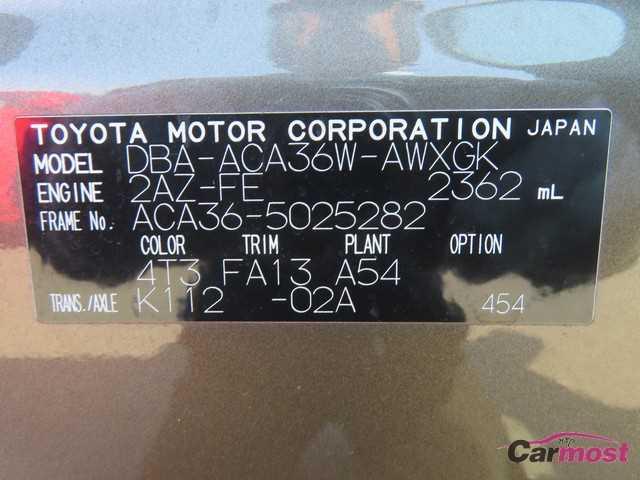 TOYOTA MOTOR CORPORATION JAPAN
MODEL DBA-ACA36W-AWXGK
ENGINE 2AZ-FE 2362 mL
FRAME No. ACA36-5025282
COLOR TRIM PLANT OPTION
4T3 FA13 A54
TRANS./AXLE K112 -02A 454
Carmost